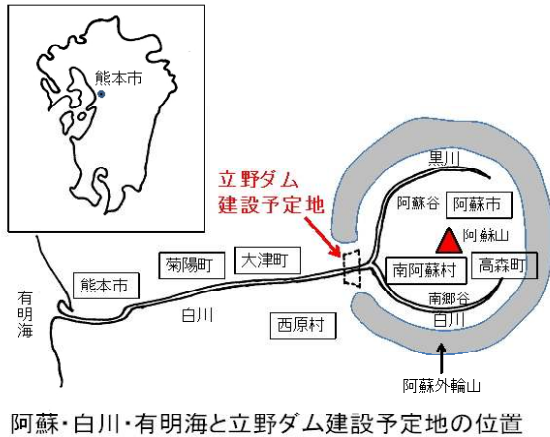 熊本市
立野ダム
建設予定地
黒川
阿蘇谷
阿蘇市
阿蘇山
南阿蘇村
高森町
南郷谷
白川
阿蘇外輪山
大津町
菊陽町
熊本市
有明海
白川
西原村
阿蘇・白川・有明海と立野ダム建設予定地の位置